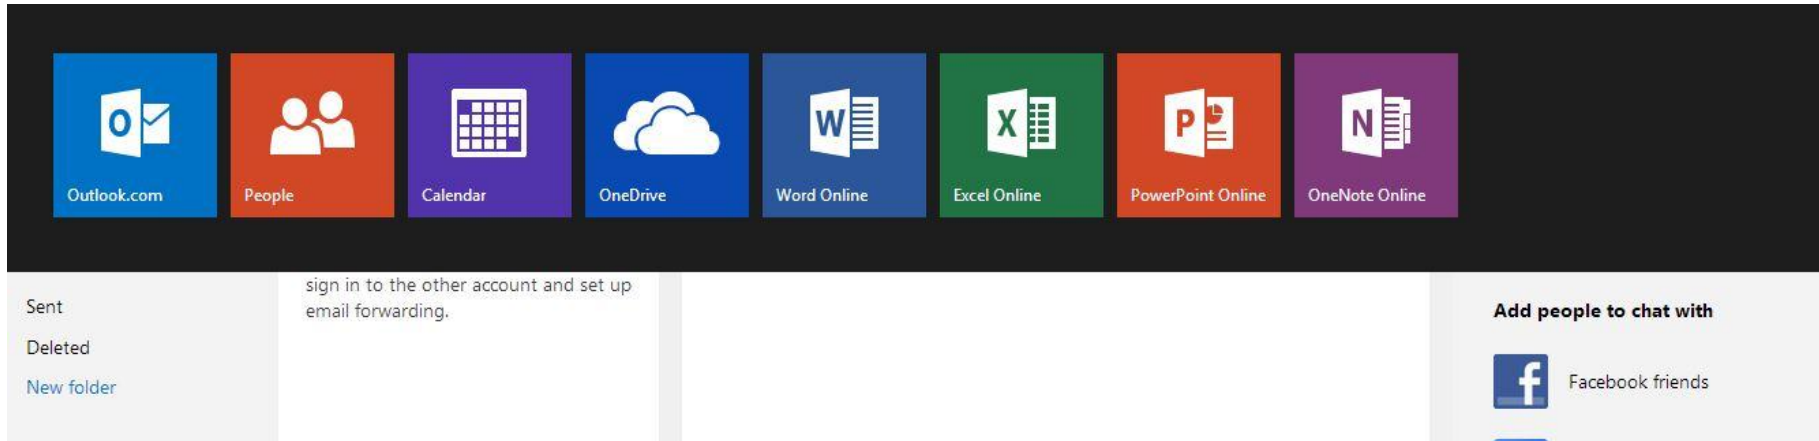 Outlook.com
People
Calendar
OneDrive
Word Online
Excel Online
PowerPoint Online
OneNote Online
Sent
Deleted
New folder
sign in to the other account and set up
email forwarding.
Add people to chat with
Facebook friends